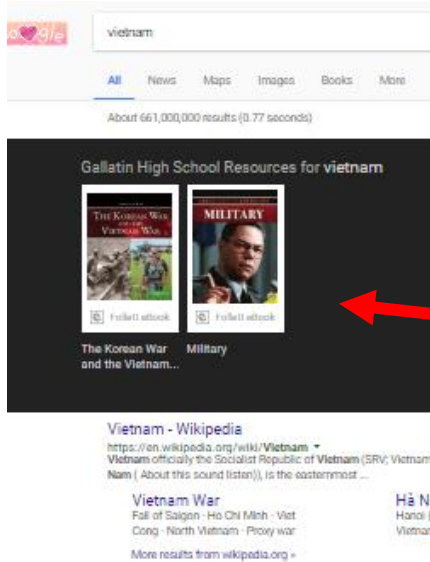 Google
vietnam
All News Maps Images Books More
About 661,000,000 results (0.77 seconds)
Gallatin High School Resources for vietnam
THE KOREAN WAR
VIETNAM WAR
MILITARY
Follett eBook Follett eBook
The Korean War Military
and the Vietnam...
Vietnam - Wikipedia
https://en.wikipedia.org/wiki/Vietnam
Vietnam officially the Socialist Republic of Vietnam (SRV; Vietnam
Nam ( About this sound listen)), is the easternmost ...
Vietnam War
Fall of Saigon - Ho Chi Minh - Viet
Cong - North Vietnam - Proxy war
Hà N
Hanoi (
Vietnam
More results from wikipedia.org »